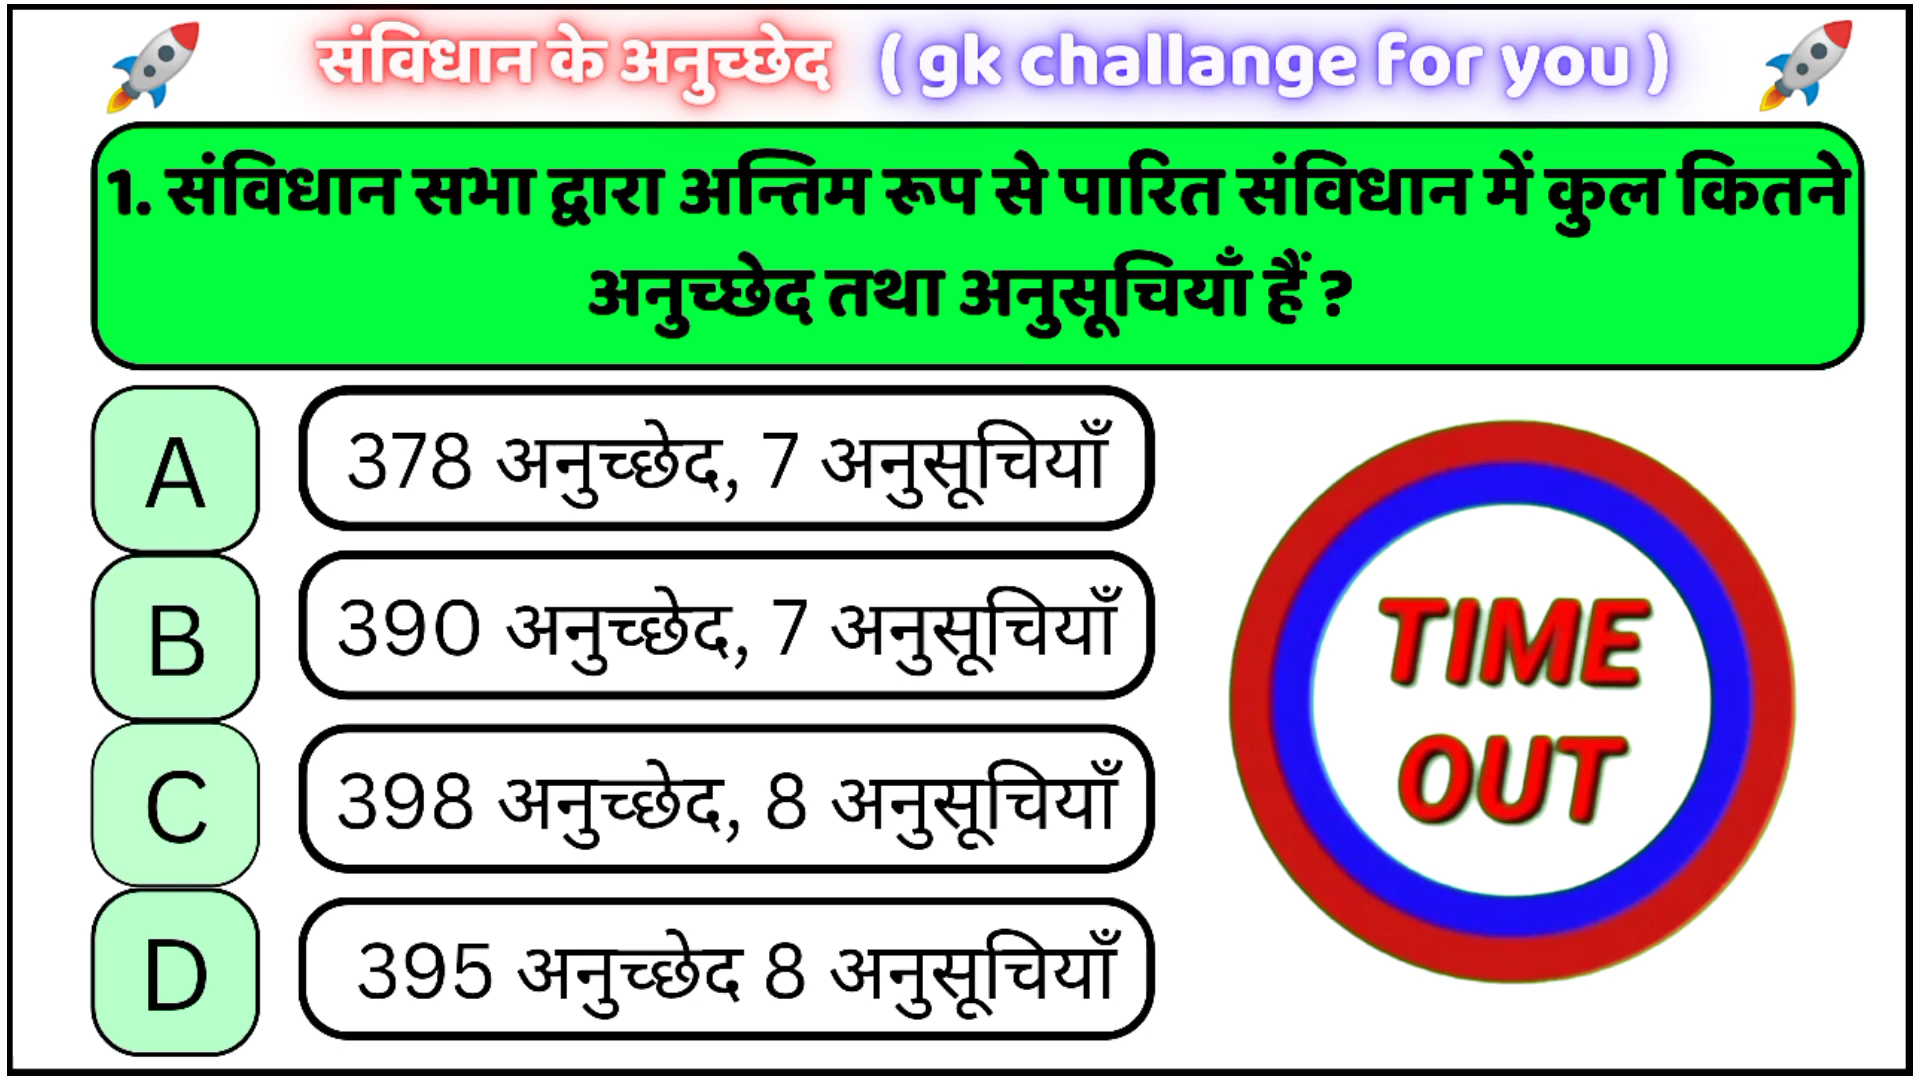 संविधान के अनुच्छेद ( gk challange for you )
1. संविधान सभा द्वारा अन्तिम रूप से पारित संविधान में कुल कितने
अनुच्छेद तथा अनुसूचियाँ हैं ?
A 378 अनुच्छेद, 7 अनुसूचियाँ
B 390 अनुच्छेद, 7 अनुसूचियाँ
C 398 अनुच्छेद, 8 अनुसूचियाँ
D 395 अनुच्छेद 8 अनुसूचियाँ
TIME
OUT